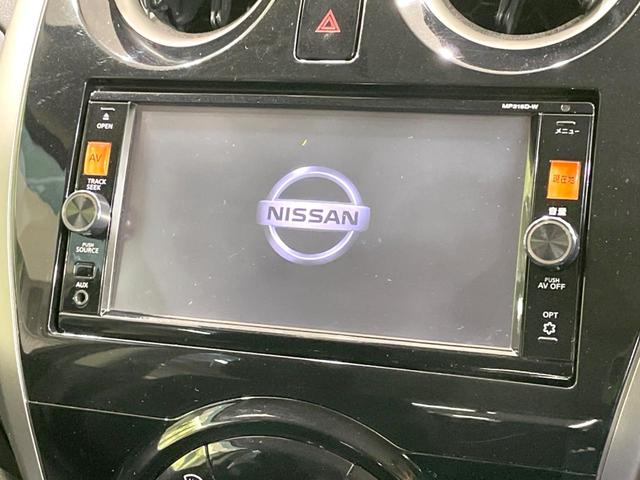 MP315D-W
OPEN
メニュー
AV
現在地
TRACK
SEEK
音量
NISSAN
PUSH
SOURCE
PUSH
AV OFF
AUX
OPT